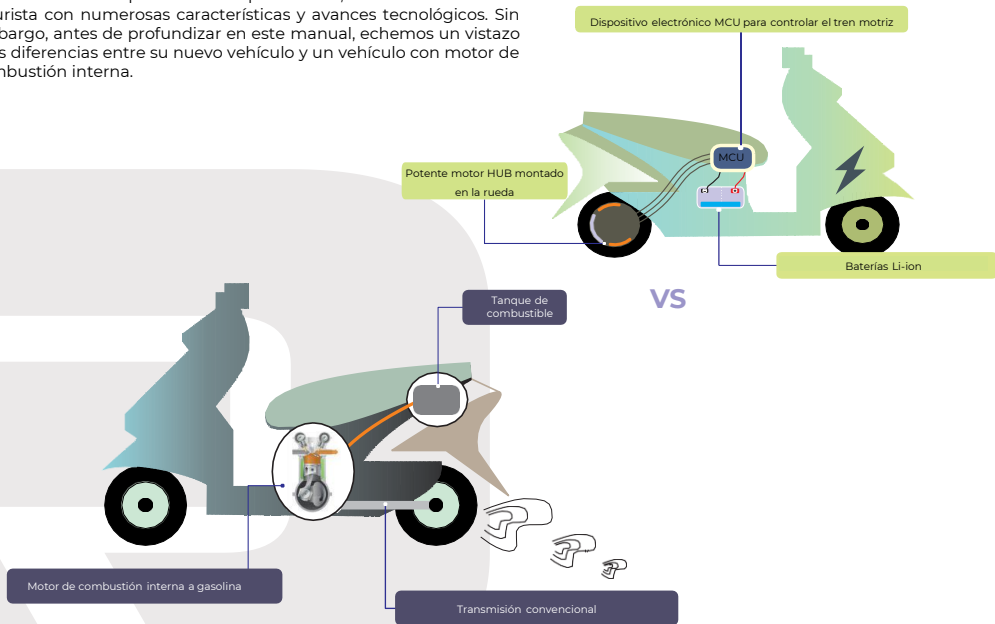 urista con numerosas características y avances tecnológicos. Sin
bargo, antes de profundizar en este manual, echemos un vistazo
s diferencias entre su nuevo vehículo y un vehículo con motor de
nbustión interna.
Dispositivo electrónico MCU para controlar el tren motriz
MCU
Potente motor HUB montado
en la rueda
Baterías Li-ion
VS
Tanque de
combustible
Motor de combustión interna a gasolina
Transmisión convencional